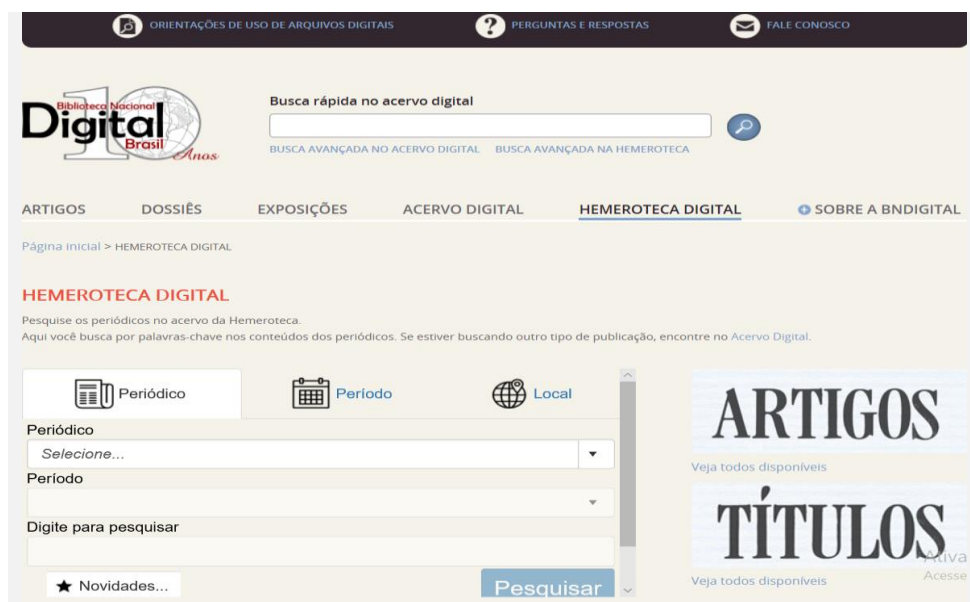 ORIENTAÇÕES DE USO DE ARQUIVOS DIGITAIS
PERGUNTAS E RESPOSTAS
FALE CONOSCO
Biblioteca Nacional
Digital
Brasil
10 Anos
Busca rápida no acervo digital
BUSCA AVANÇADA NO ACERVO DIGITAL BUSCA AVANÇADA NA HEMEROTECA
ARTIGOS DOSSIÊS EXPOSIÇÕES ACERVO DIGITAL HEMEROTECA DIGITAL SOBRE A BNDIGITAL
Página inicial > HEMEROTECA DIGITAL
HEMEROTECA DIGITAL
Pesquise os periódicos no acervo da Hemeroteca.
Aqui você busca por palavras-chave nos conteúdos dos periódicos. Se estiver buscando outro tipo de publicação, encontre no Acervo Digital.
Periódico Período Local
Periódico
Selecione...
Período
Digite para pesquisar
Novidades...
Pesquisar
ARTIGOS
Veja todos disponíveis
TÍTULOS
Veja todos disponíveis
Ativa
Acesse